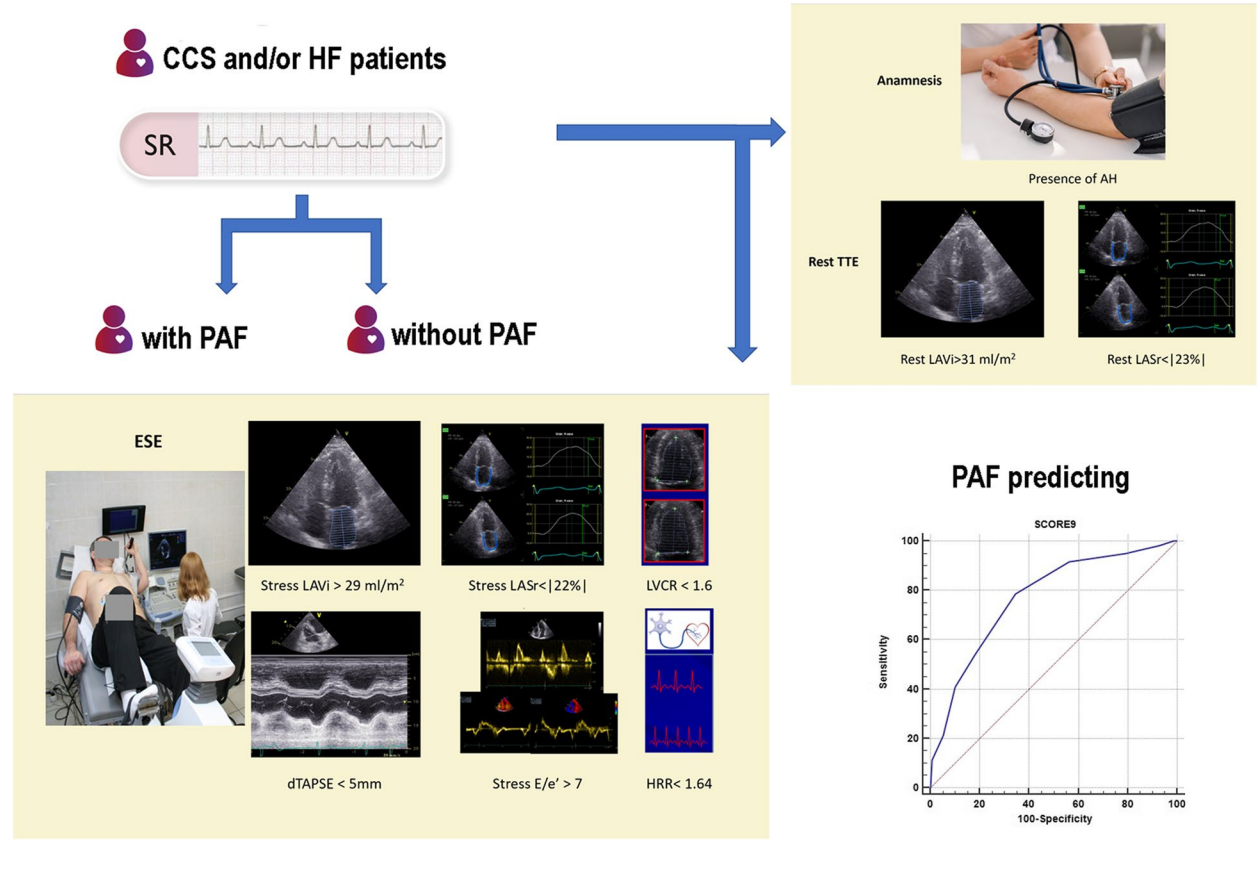 CCS and/or HF patients
SR
with PAF
without PAF
Anamnesis
Presence of AH
Rest TTE
Rest LAVi>31 ml/m²
Rest LASr<|23%|
ESE
Stress LAVi > 29 ml/m²
Stress LASr<|22%|
LVCR < 1.6
dTAPSE < 5mm
Stress E/e’ > 7
HRR< 1.64
PAF predicting
SCORE9
Sensitivity
100
80
60
40
20
0
0 20 40 60 80 100
100-Specificity